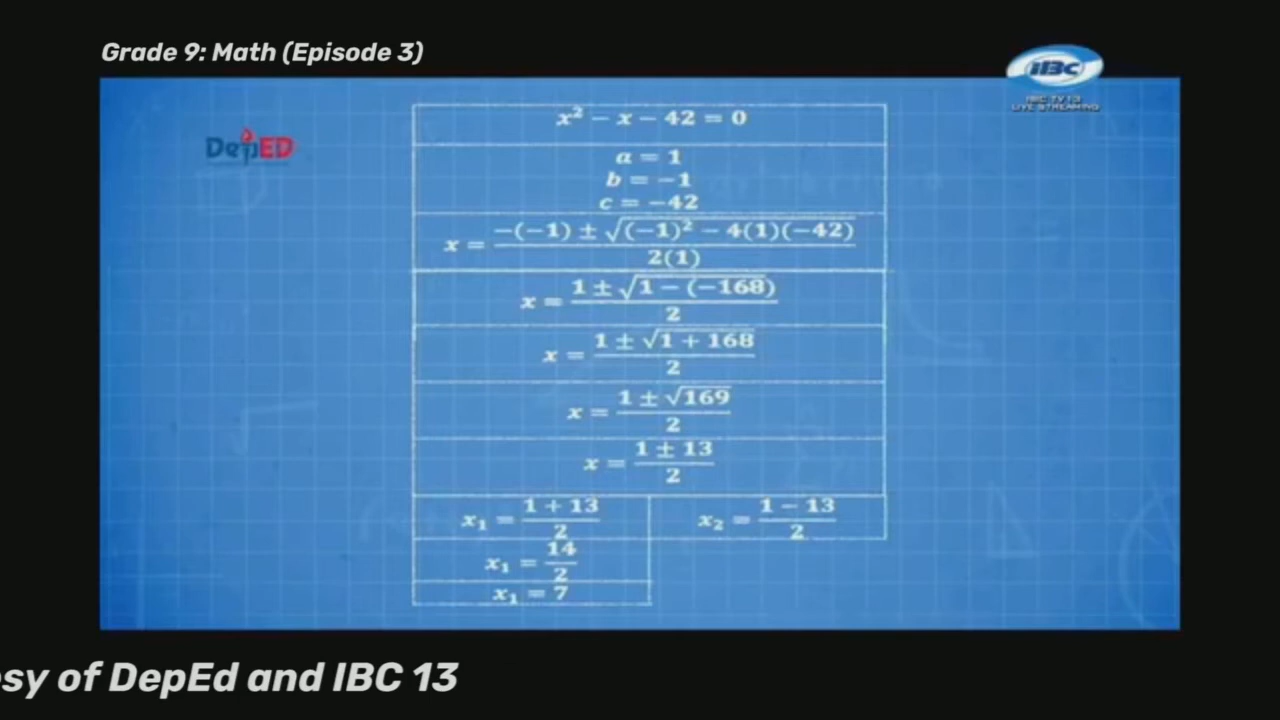 Grade 9: Math (Episode 3)
iBC
IBC TV 13
LIVE STREAMING
DepED
x² − x − 42 = 0
a = 1
b = −1
c = −42
x = −(−1) ± √(−1)² − 4(1)(−42) / 2(1)
x = 1 ± √1 − (−168) / 2
x = 1 ± √1 + 168 / 2
x = 1 ± √169 / 2
x = 1 ± 13 / 2
x₁ = 1 + 13 / 2
x₂ = 1 − 13 / 2
x₁ = 14 / 2
x₁ = 7
sy of DepEd and IBC 13